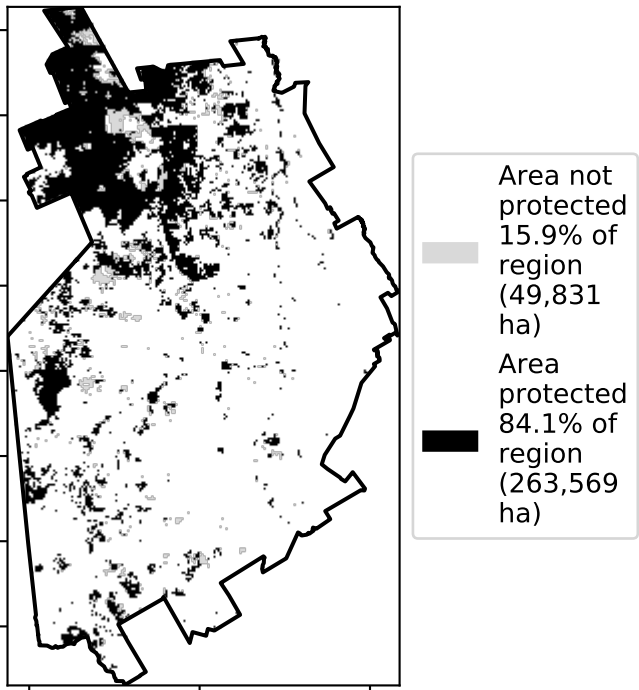 Area not
protected
15.9% of
region
(49,831
ha)
Area
protected
84.1% of
region
(263,569
ha)